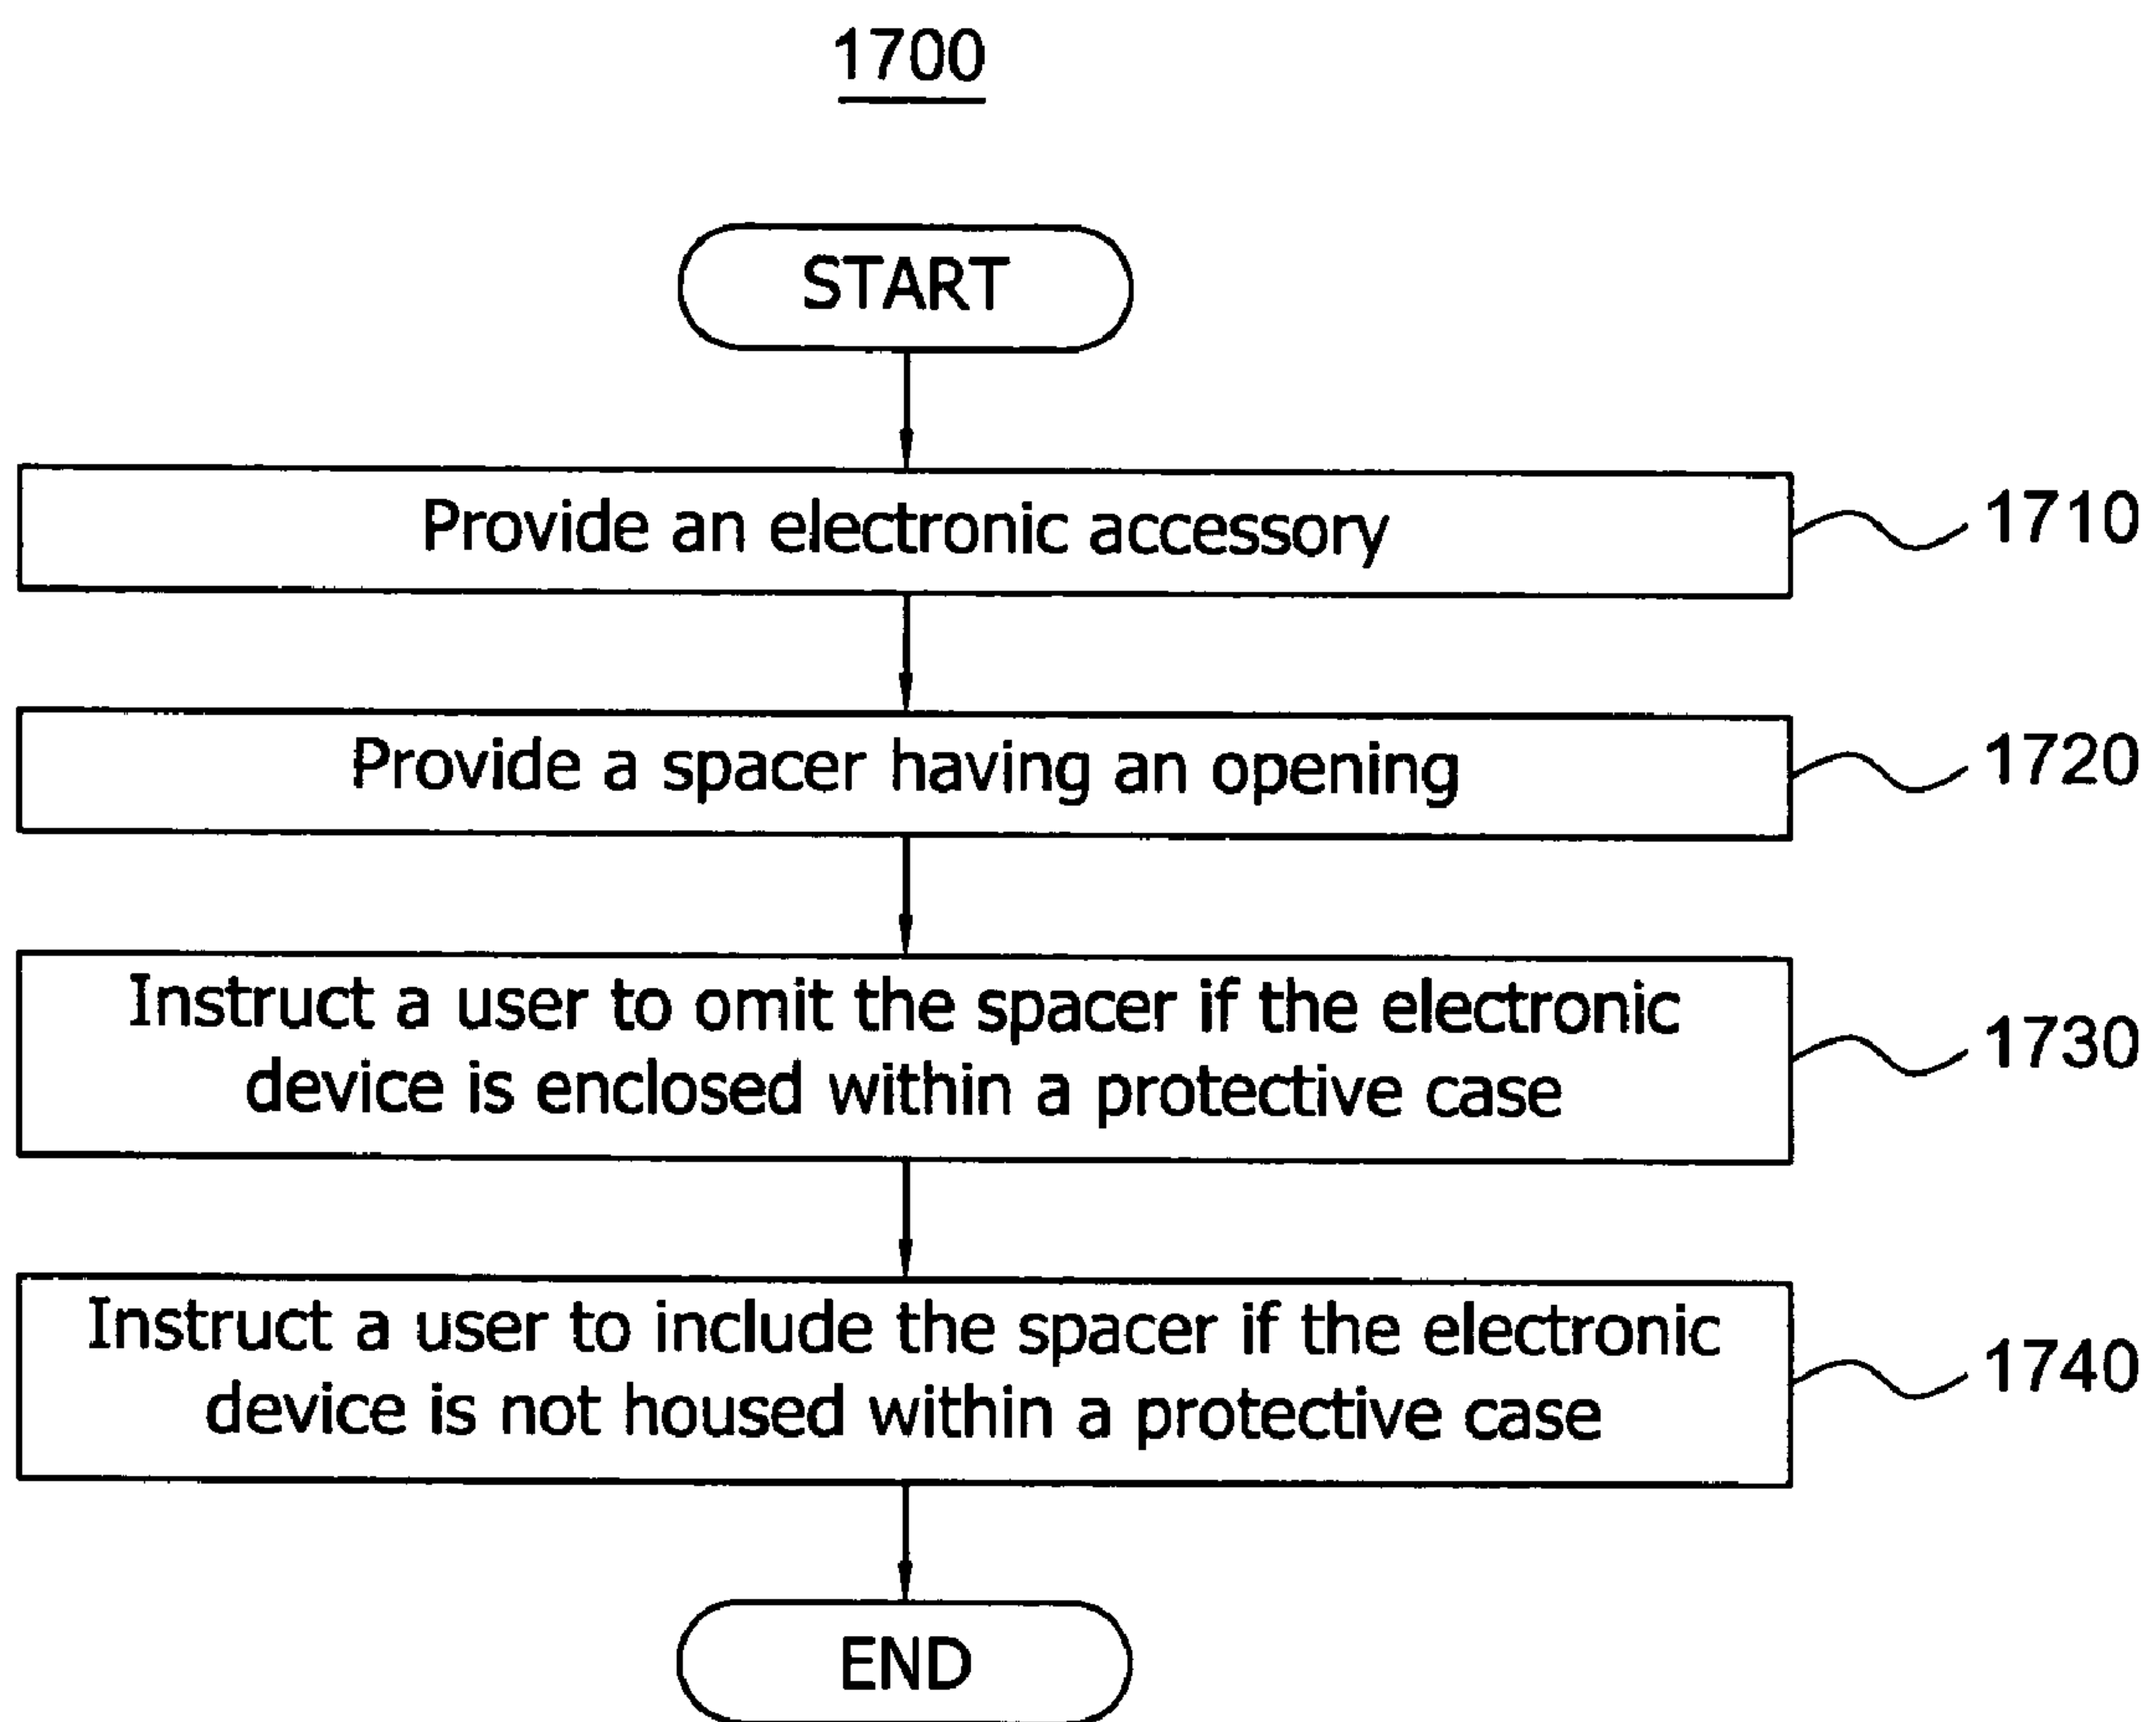 1700
START
Provide an electronic accessory
1710
Provide a spacer having an opening
1720
Instruct a user to omit the spacer if the electronic
device is enclosed within a protective case
1730
Instruct a user to include the spacer if the electronic
device is not housed within a protective case
1740
END